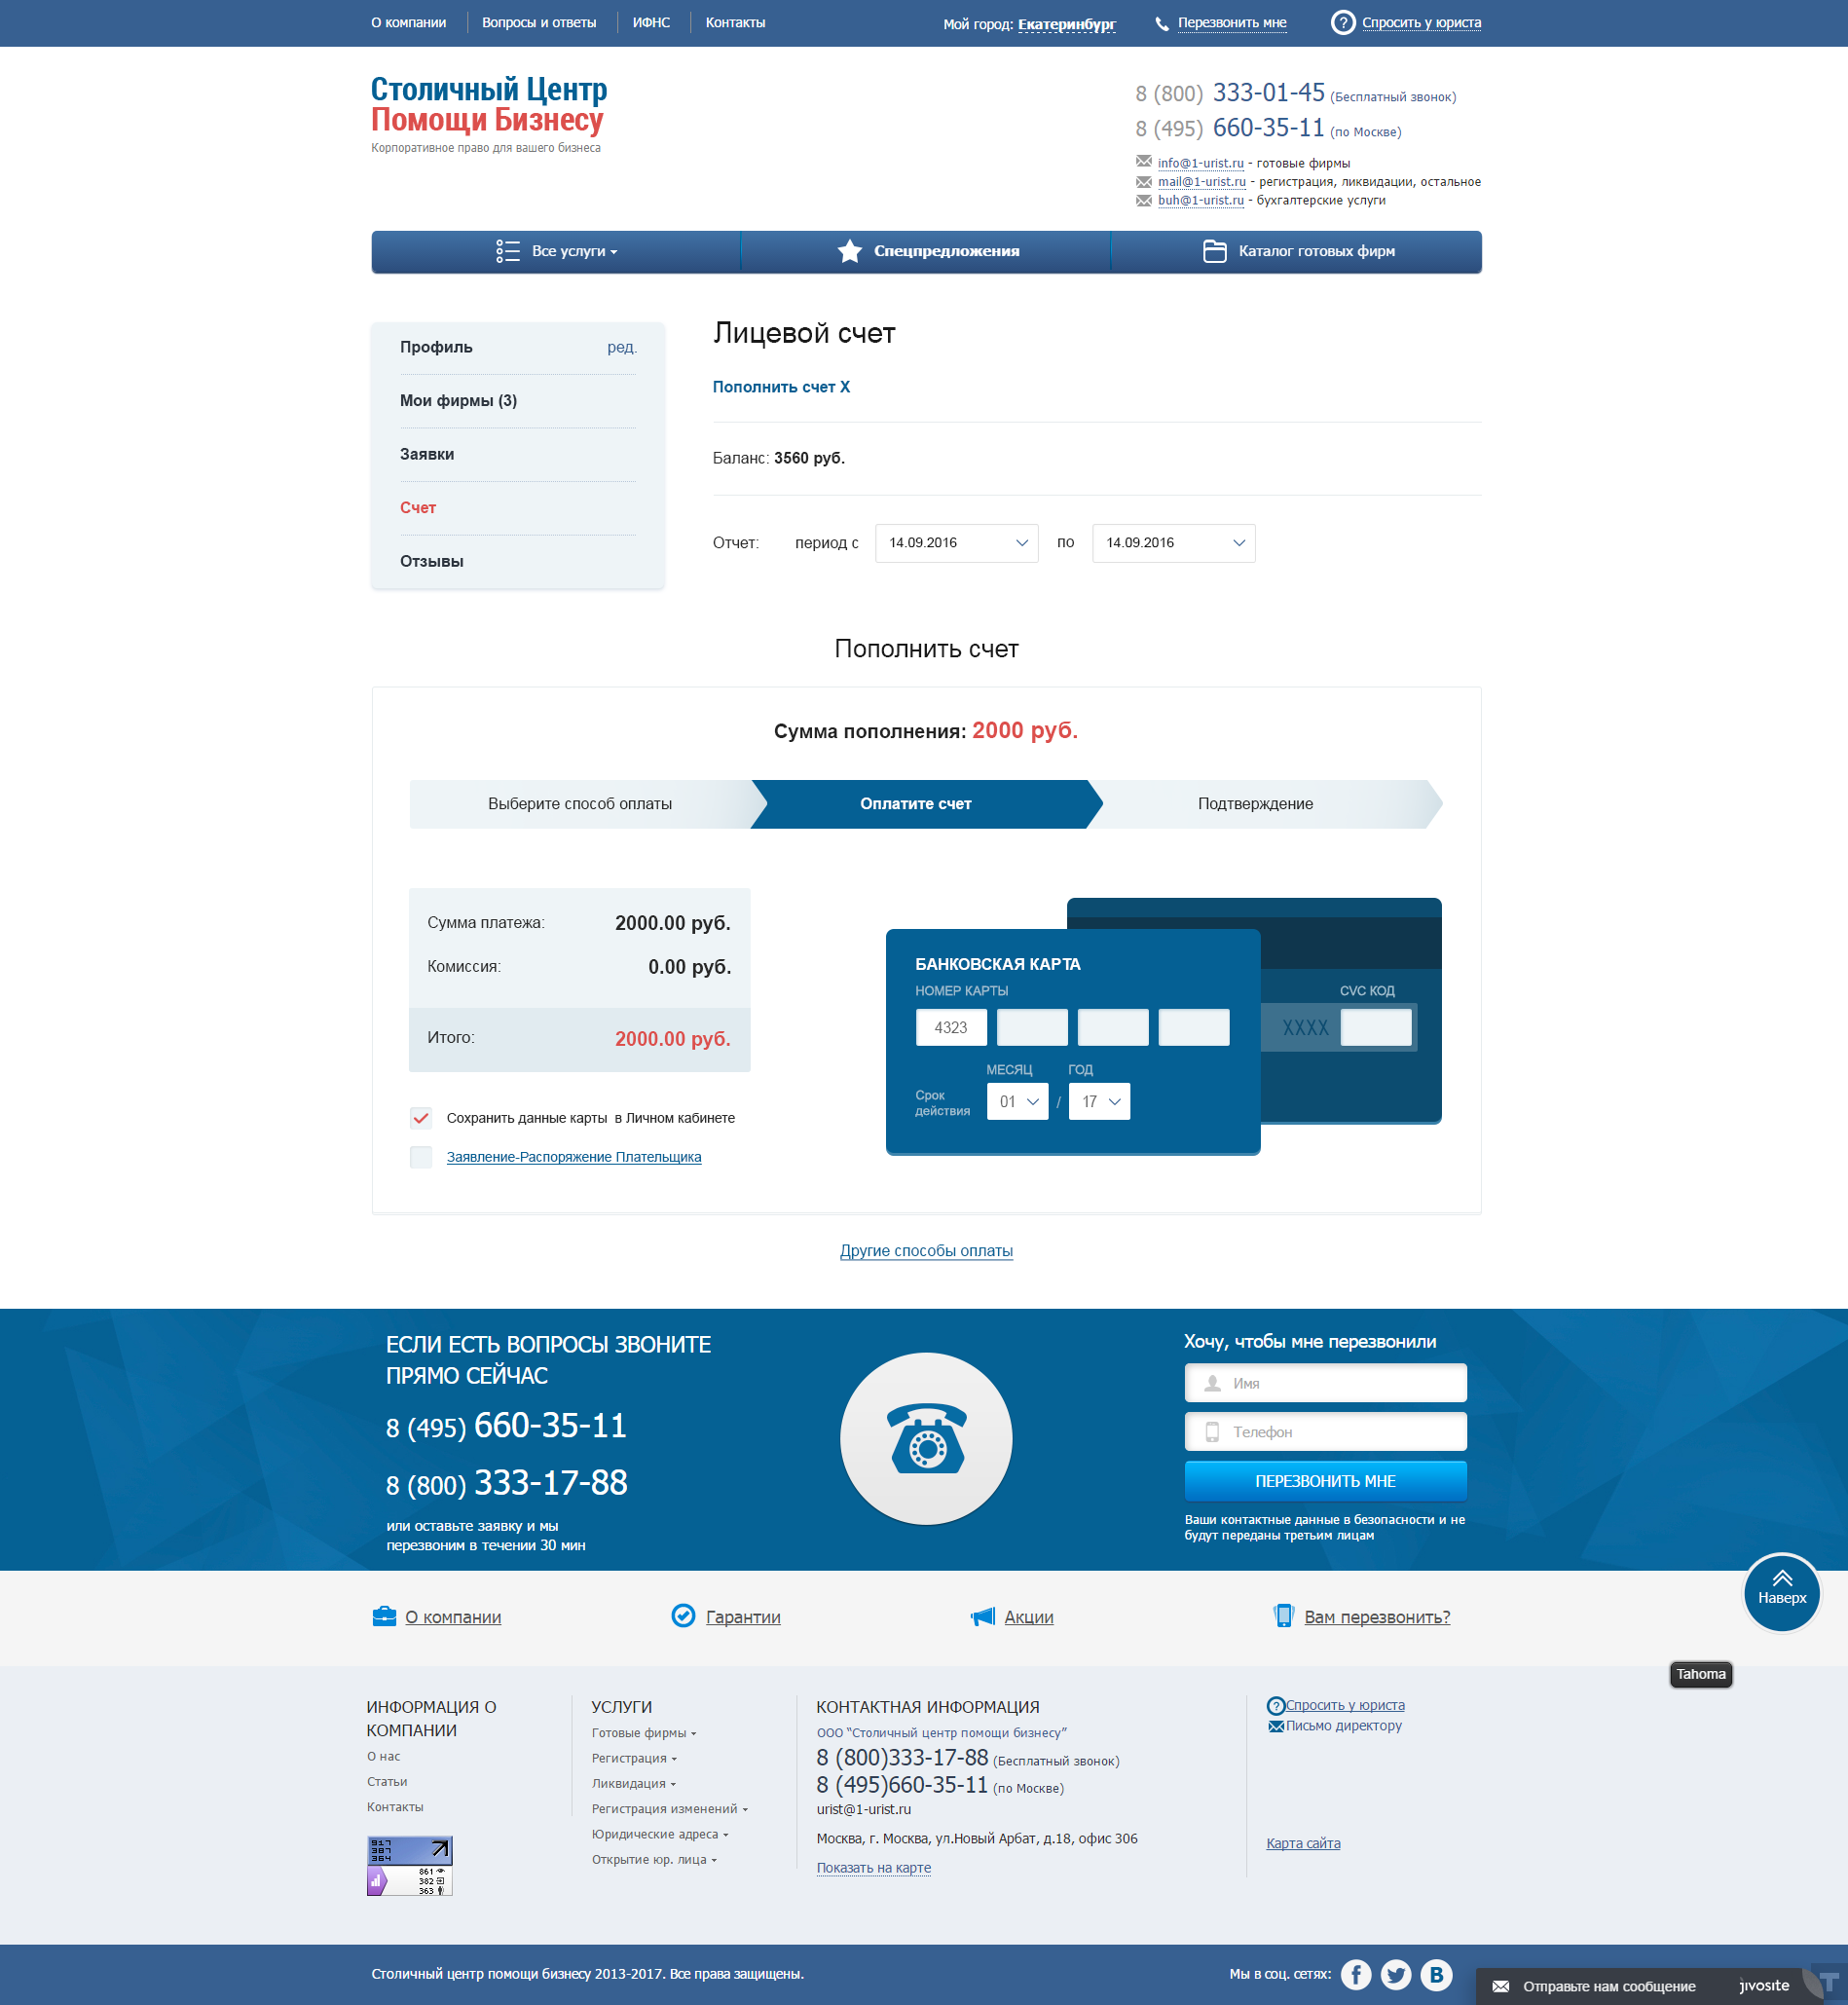 О компании
Вопросы и ответы
ИФНС
Контакты
Мой город: Екатеринбург
Перезвонить мне
Спросить у юриста
Столичный Центр
Помощи Бизнесу
Корпоративное право для вашего бизнеса
8 (800) 333-01-45 (Бесплатный звонок)
8 (495) 660-35-11 (по Москве)
info@1-urist.ru - готовые фирмы
mail@1-urist.ru - регистрация, ликвидации, остальное
buh@1-urist.ru - бухгалтерские услуги
Все услуги
Спецпредложения
Каталог готовых фирм
Профиль
ред.
Мои фирмы (3)
Заявки
Счет
Отзывы
Лицевой счет
Пополнить счет X
Баланс: 3560 руб.
Отчет: период с 14.09.2016 по 14.09.2016
Пополнить счет
Сумма пополнения: 2000 руб.
Выберите способ оплаты
Оплатите счет
Подтверждение
Сумма платежа: 2000.00 руб.
Комиссия: 0.00 руб.
Итого: 2000.00 руб.
Сохранить данные карты в Личном кабинете
Заявление-Распоряжение Плательщика
БАНКОВСКАЯ КАРТА
НОМЕР КАРТЫ
4323
МЕСЯЦ
ГОД
Срок
действия
01 / 17
CVC КОД
XXXX
Другие способы оплаты
ЕСЛИ ЕСТЬ ВОПРОСЫ ЗВОНИТЕ
ПРЯМО СЕЙЧАС
8 (495) 660-35-11
8 (800) 333-17-88
или оставьте заявку и мы
перезвоним в течении 30 мин
Хочу, чтобы мне перезвонили
Имя
Телефон
ПЕРЕЗВОНИТЬ МНЕ
Ваши контактные данные в безопасности и не
будут переданы третьим лицам
Наверх
О компании
Гарантии
Акции
Вам перезвонить?
Tahoma
ИНФОРМАЦИЯ О
КОМПАНИИ
О нас
Статьи
Контакты
917
387
364
861
382
363
УСЛУГИ
Готовые фирмы
Регистрация
Ликвидация
Регистрация изменений
Юридические адреса
Открытие юр. лица
КОНТАКТНАЯ ИНФОРМАЦИЯ
ООО “Столичный центр помощи бизнесу”
8 (800)333-17-88 (Бесплатный звонок)
8 (495)660-35-11 (по Москве)
urist@1-urist.ru
Москва, г. Москва, ул.Новый Арбат, д.18, офис 306
Показать на карте
Спросить у юриста
Письмо директору
Карта сайта
Столичный центр помощи бизнесу 2013-2017. Все права защищены.
Мы в соц. сетях:
f
B
Отправьте нам сообщение
jivosite
T